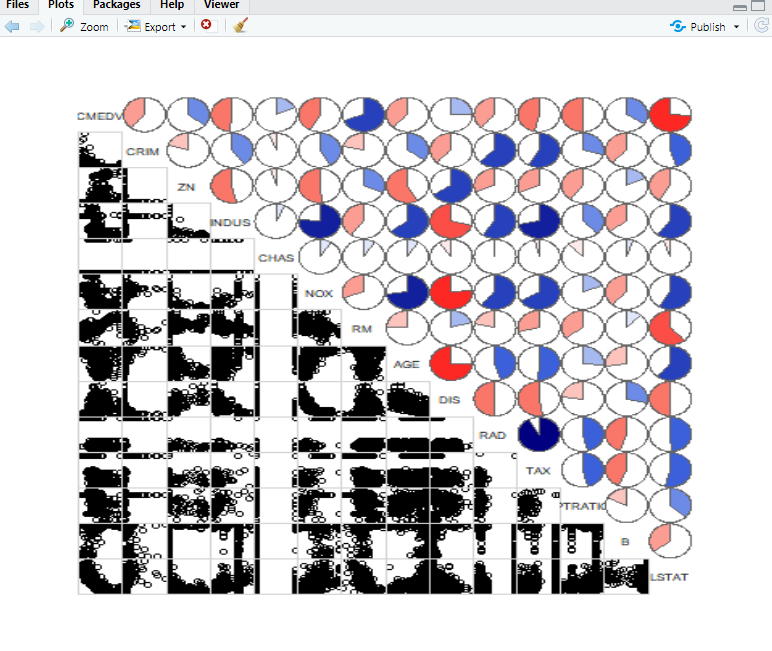 Files Plots Packages Help Viewer
Zoom Export Publish
CMEDV
CRIM
ZN
INDUS
CHAS
NOX
RM
AGE
DIS
RAD
TAX
PTRATIO
B
LSTAT